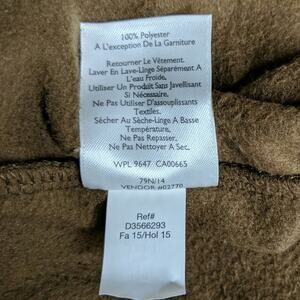 100% Polyester
A L'Exception De La Garniture
Retourner Le Vêtement.
Laver En Lave-Linge Séparément A
L'eau Froide.
Utiliser Un Produit Sans Javellisant
Si Nécessaire.
Ne Pas Utiliser D'assouplissants
Textiles.
Sécher Au Sèche-Linge A Basse
Température.
Ne Pas Repasser.
Ne Pas Nettoyer A Sec.
WPL 9647 CA00665
79N/14
VENDOR #02770
Ref#
D3566293
Fa 15/Hol 15